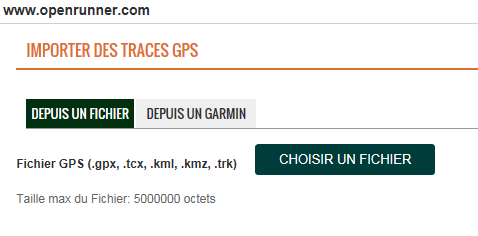 www.openrunner.com
IMPORTER DES TRACES GPS
DEPUIS UN FICHIER DEPUIS UN GARMIN
Fichier GPS (.gpx, .tcx, .kml, .kmz, .trk) CHOISIR UN FICHIER
Taille max du Fichier: 5000000 octets